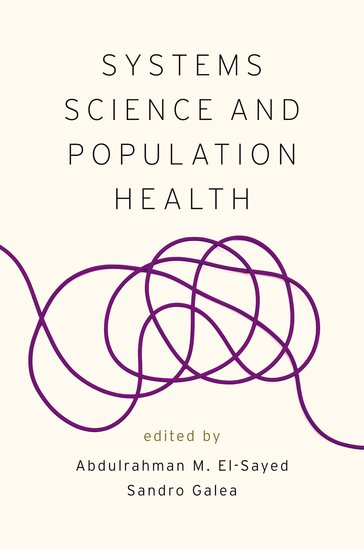 SYSTEMS
SCIENCE AND
POPULATION
HEALTH
edited by
Abdulrahman M. El-Sayed
Sandro Galea